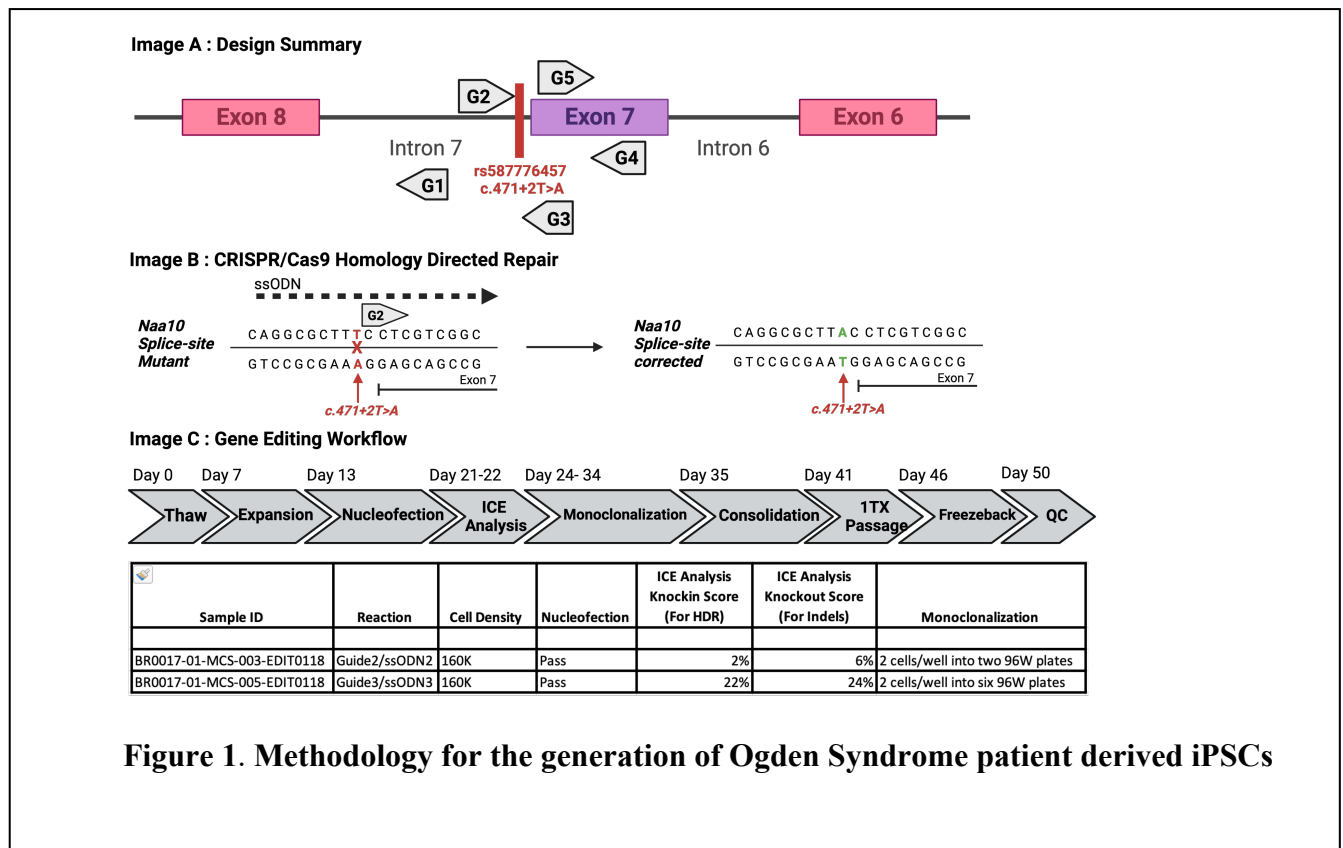 Image A : Design Summary
G5
G2
Exon 8
Exon 7
Exon 6
Intron 7
Intron 6
G4
rs587776457
c.471+2T>A
G1
G3
Image B : CRISPR/Cas9 Homology Directed Repair
ssODN
G2
Naa10
Splice-site
Mutant
CAGGCGCTTTCCTCGTCGGC
X
GTCCGCGAAAGGAGCAGCCG
Exon 7
c.471+2T>A
Naa10
Splice-site
corrected
CAGGCGCTTACCTCGTCGGC
GTCCGCGAATGGAGCAGCCG
Exon 7
c.471+2T>A
Image C : Gene Editing Workflow
Day 0 Day 7 Day 13 Day 21-22 Day 24- 34 Day 35 Day 41 Day 46 Day 50
Thaw
Expansion
Nucleofection
ICE
Analysis
Monoclonalization
Consolidation
1TX
Passage
Freezeback
QC
Sample ID
Reaction
Cell Density
Nucleofection
ICE Analysis
Knockin Score
(For HDR)
ICE Analysis
Knockout Score
(For Indels)
Monoclonalization
BR0017-01-MCS-003-EDIT0118 Guide2/ssODN2 160K Pass 2% 6% 2 cells/well into two 96W plates
BR0017-01-MCS-005-EDIT0118 Guide3/ssODN3 160K Pass 22% 24% 2 cells/well into six 96W plates
Figure 1. Methodology for the generation of Ogden Syndrome patient derived iPSCs